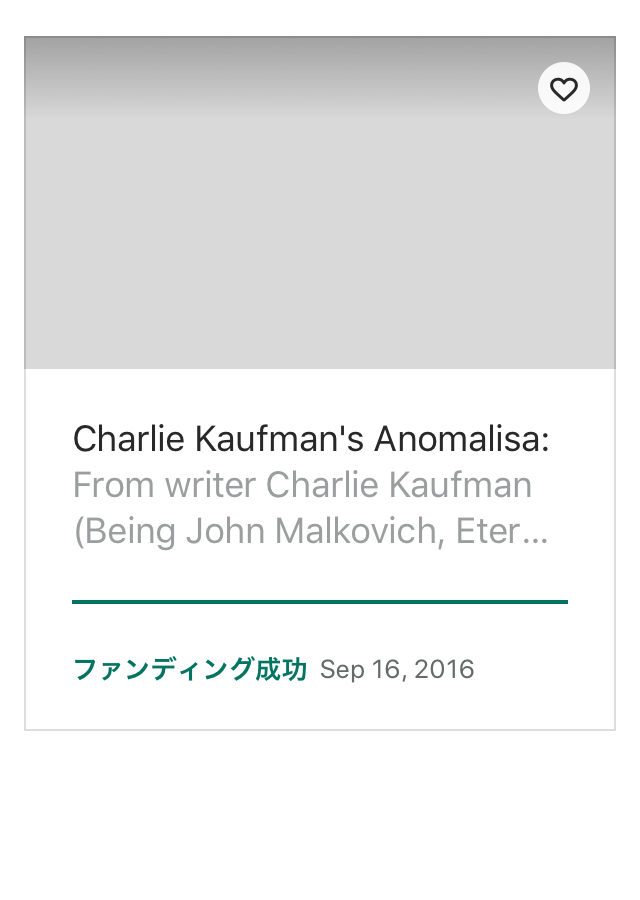 Charlie Kaufman's Anomalisa:
From writer Charlie Kaufman
(Being John Malkovich, Eter…
ファンディング成功 Sep 16, 2016